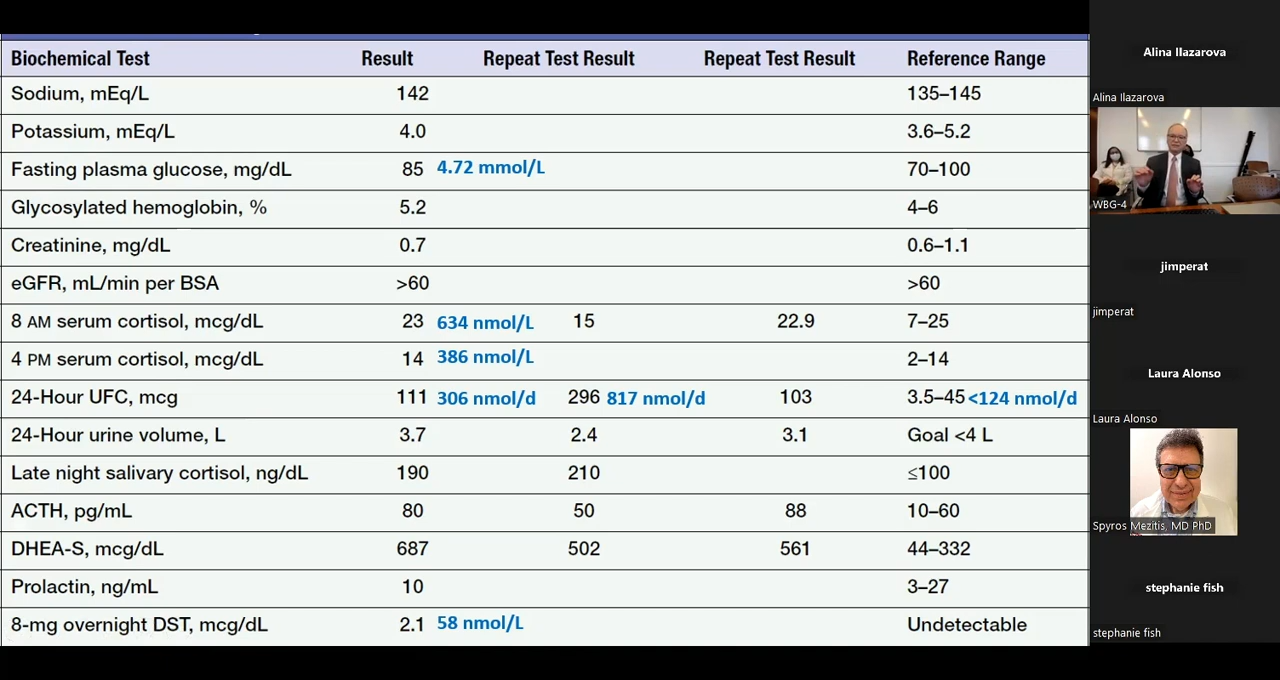 Biochemical Test Result Repeat Test Result Repeat Test Result Reference Range
Sodium, mEq/L 142 135–145
Potassium, mEq/L 4.0 3.6–5.2
Fasting plasma glucose, mg/dL 85 4.72 mmol/L 70–100
Glycosylated hemoglobin, % 5.2 4–6
Creatinine, mg/dL 0.7 0.6–1.1
eGFR, mL/min per BSA >60 >60
8 AM serum cortisol, mcg/dL 23 634 nmol/L 15 22.9 7–25
4 PM serum cortisol, mcg/dL 14 386 nmol/L 2–14
24-Hour UFC, mcg 111 306 nmol/d 296 817 nmol/d 103 3.5–45 <124 nmol/d
24-Hour urine volume, L 3.7 2.4 3.1 Goal <4 L
Late night salivary cortisol, ng/dL 190 210 ≤100
ACTH, pg/mL 80 50 88 10–60
DHEA-S, mcg/dL 687 502 561 44–332
Prolactin, ng/mL 10 3–27
8-mg overnight DST, mcg/dL 2.1 58 nmol/L Undetectable
Alina Ilazarova
Alina Ilazarova
WBG-4
jimperat
jimperat
Laura Alonso
Laura Alonso
Spyros Mezitis, MD PhD
stephanie fish
stephanie fish